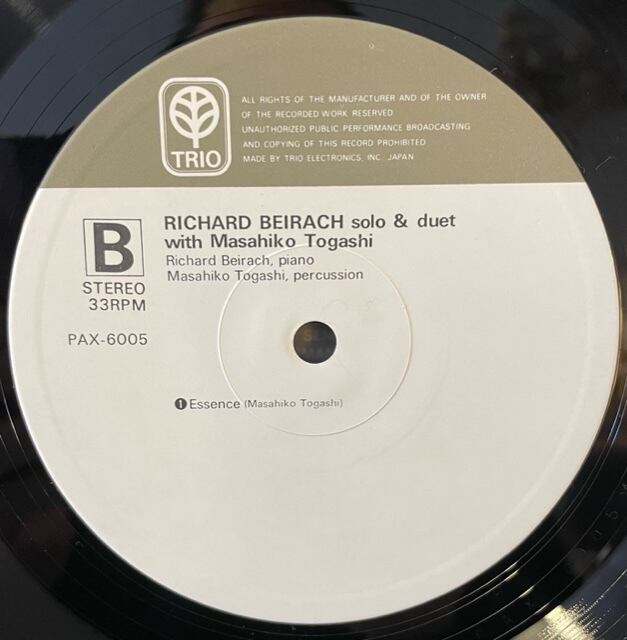 TRIO
ALL RIGHTS OF THE MANUFACTURER AND OF THE OWNER
OF THE RECORDED WORK RESERVED
UNAUTHORIZED PUBLIC PERFORMANCE BROADCASTING
AND COPYING OF THIS RECORD PROHIBITED
MADE BY TRIO ELECTRONICS, INC. JAPAN
B
STEREO
33RPM
PAX-6005
RICHARD BEIRACH solo & duet
with Masahiko Togashi
Richard Beirach, piano
Masahiko Togashi, percussion
❶ Essence (Masahiko Togashi)